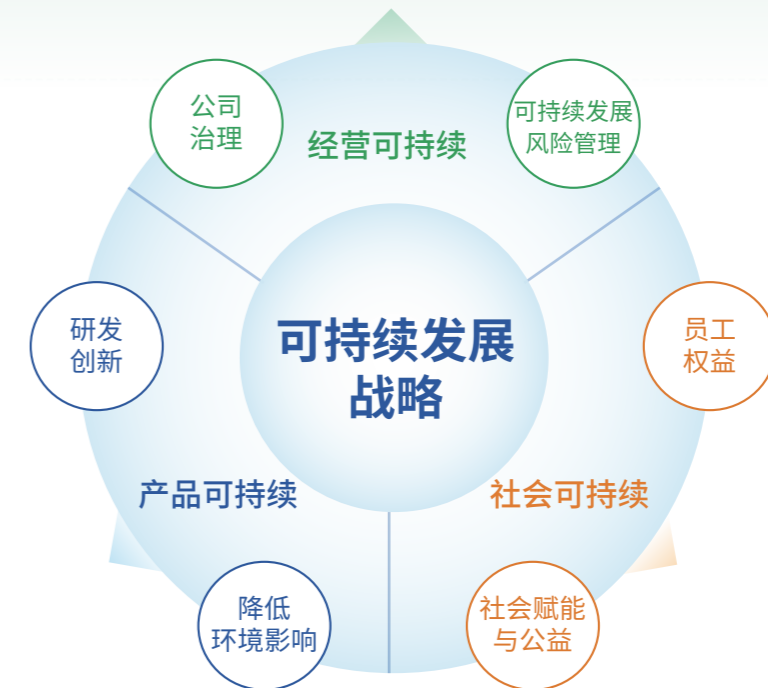 公司
治理
可持续发展
风险管理
经营可持续
研发
创新
可持续发展
战略
员工
权益
产品可持续
社会可持续
降低
环境影响
社会赋能
与公益